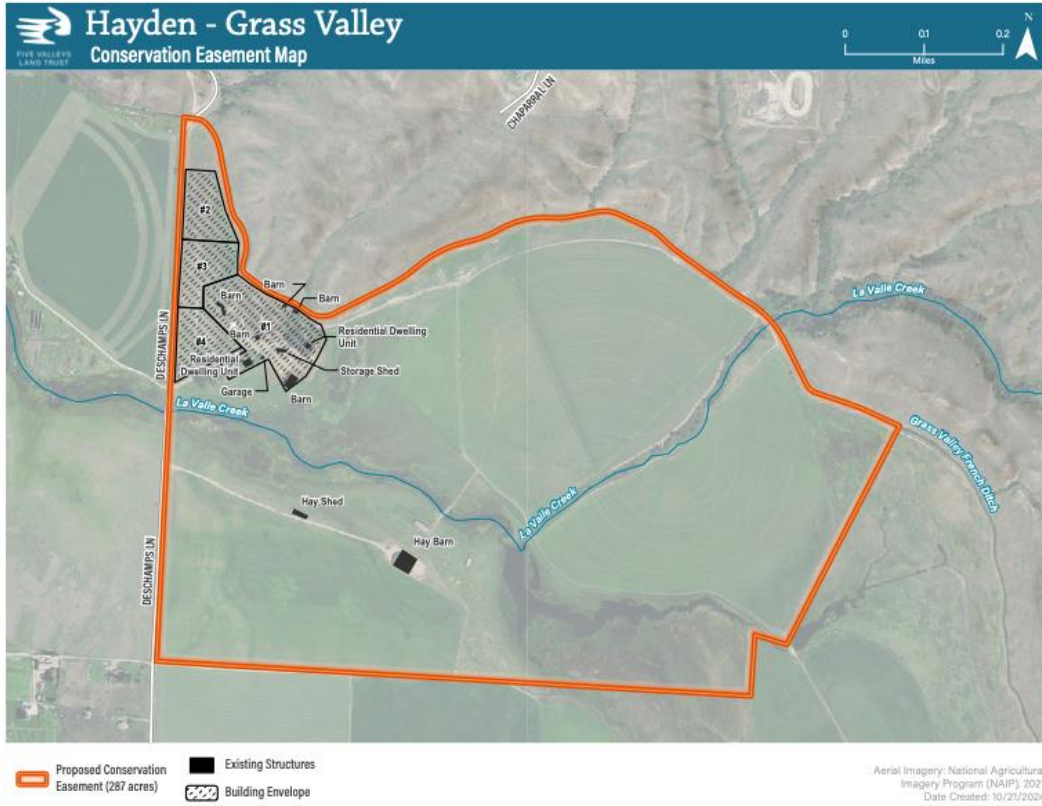 Hayden - Grass Valley
FIVE VALLEYS
LAND TRUST
Conservation Easement Map
0 0.1 0.2
Miles
N
CHAPARRAL LN
#2
#3
Barn
Barn
Barn
La Valle Creek
#1
Barn
Residential Dwelling
Unit
#4
DESCHAMPS LN
Residential
Dwelling Unit
Storage Shed
Garage
Barn
La Valle Creek
Grass Valley French Ditch
Hay Shed
La Valle Creek
Hay Barn
DESCHAMPS LN
Proposed Conservation
Easement (287 acres)
Existing Structures
Building Envelope
Aerial Imagery: National Agricultura
Imagery Program (NAIP), 202
Date Created: 10/21/2024